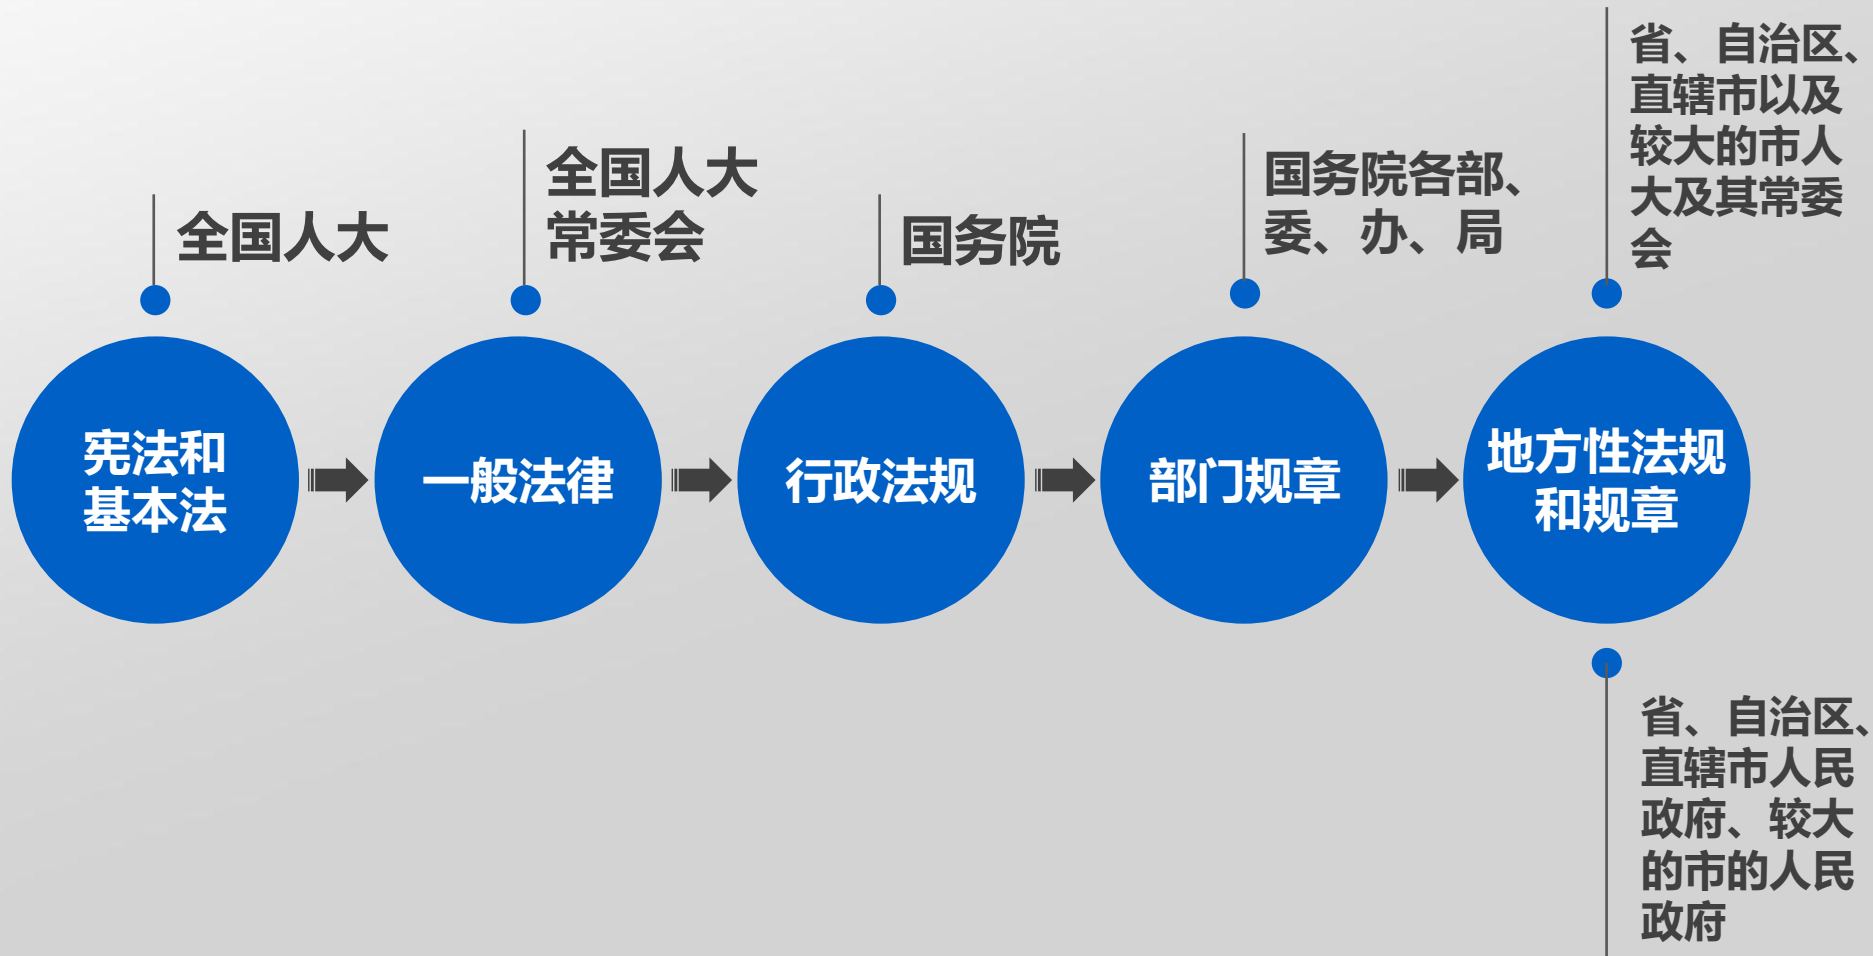 全国人大
全国人大
常委会
国务院
国务院各部、
委、办、局
省、自治区、
直辖市以及
较大的市人
大及其常委
会
宪法和
基本法
一般法律
行政法规
部门规章
地方性法规
和规章
省、自治区、
直辖市人民
政府、较大
的市的人民
政府